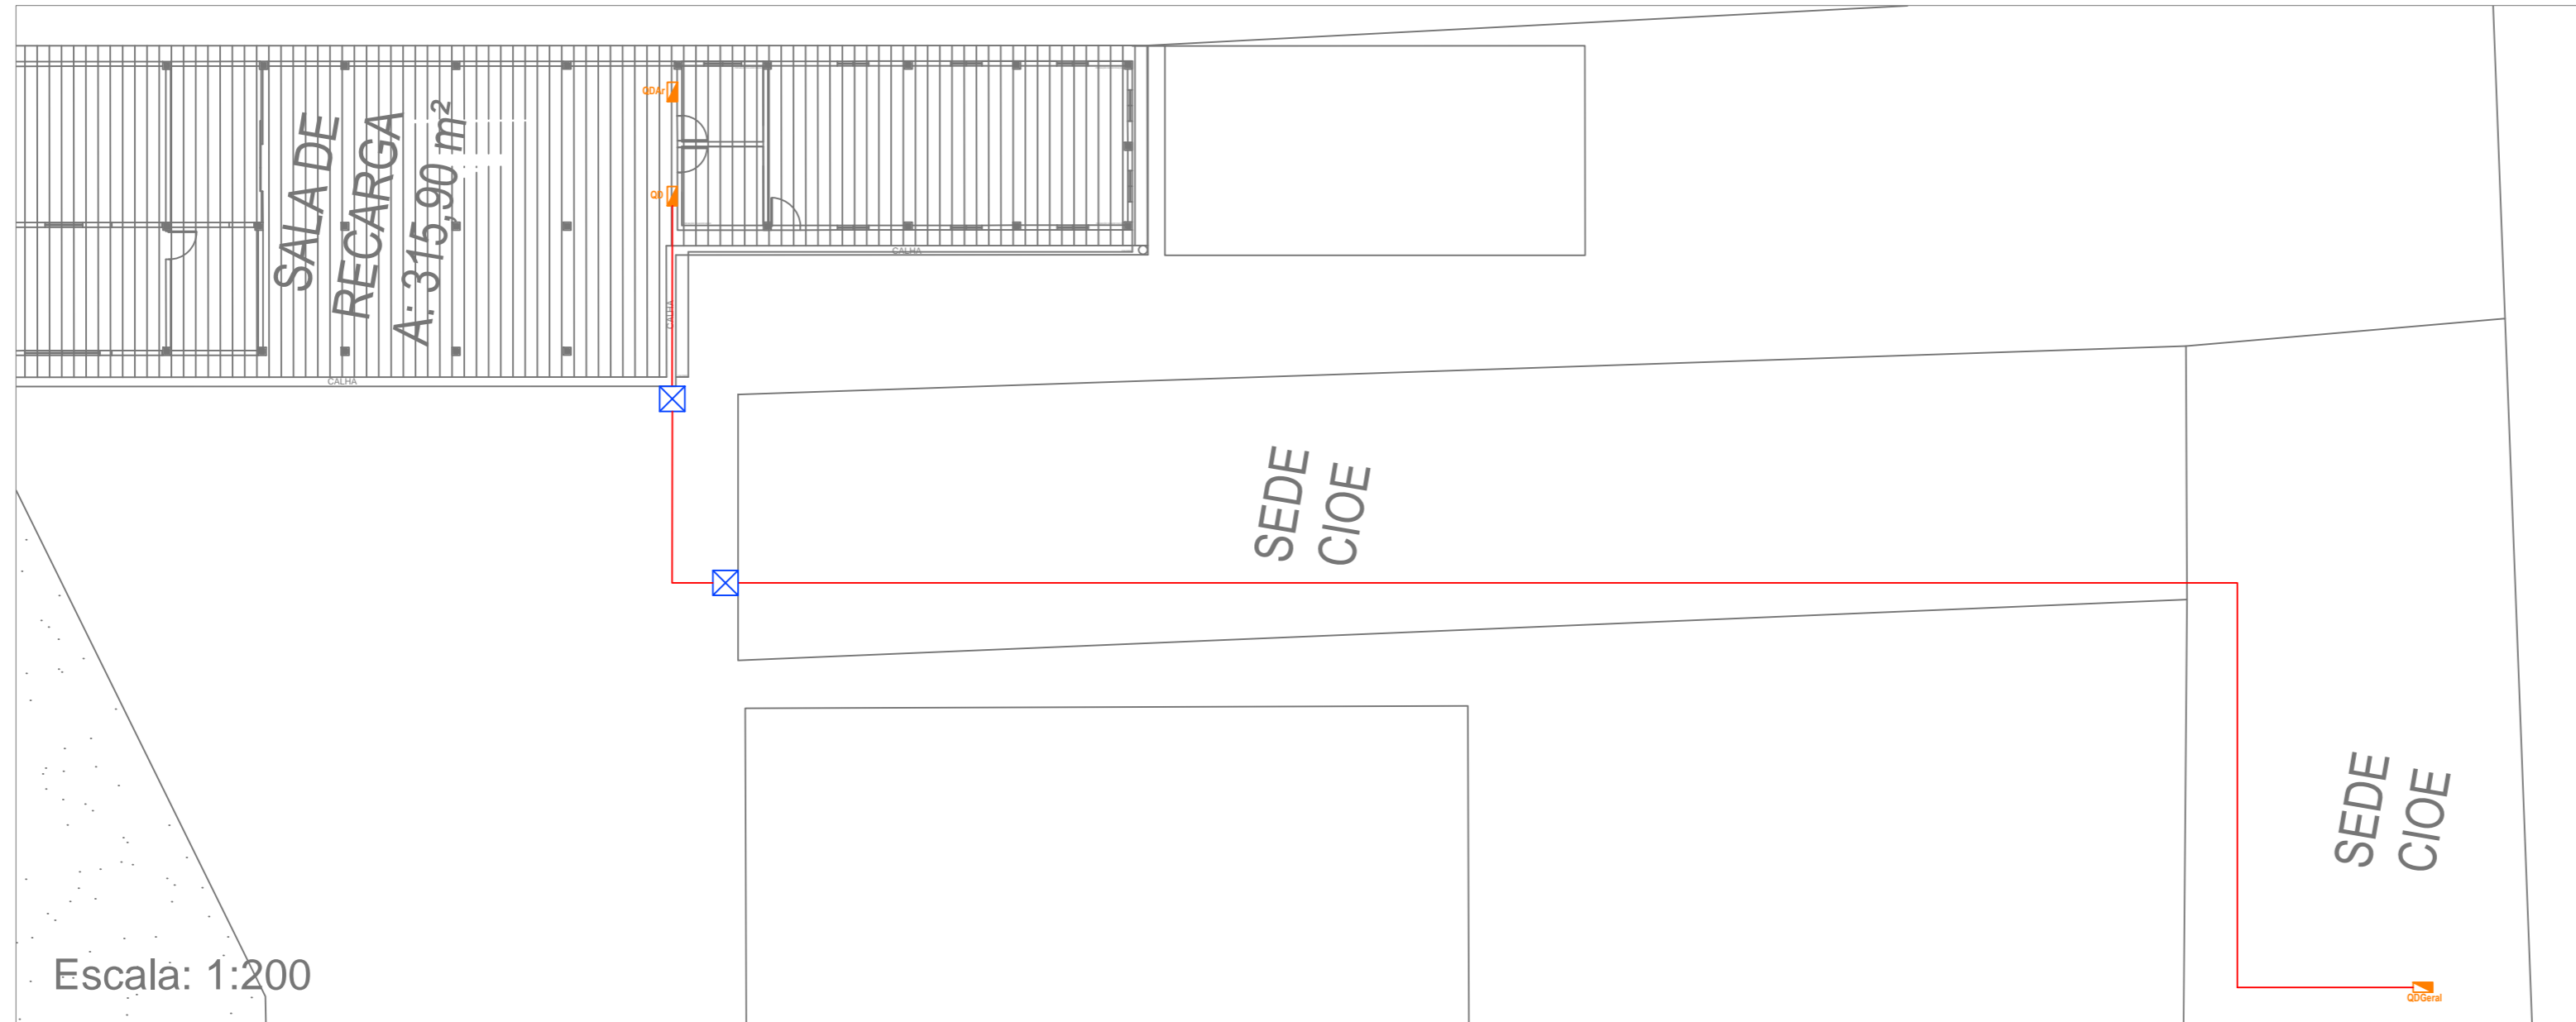 QDAr
SALA DE
RECARGA
A.: 315,90 m²
QD
CALHA
CALHA
CALHA
SEDE
CIOE
SEDE
CIOE
Escala: 1:200
QDGeral